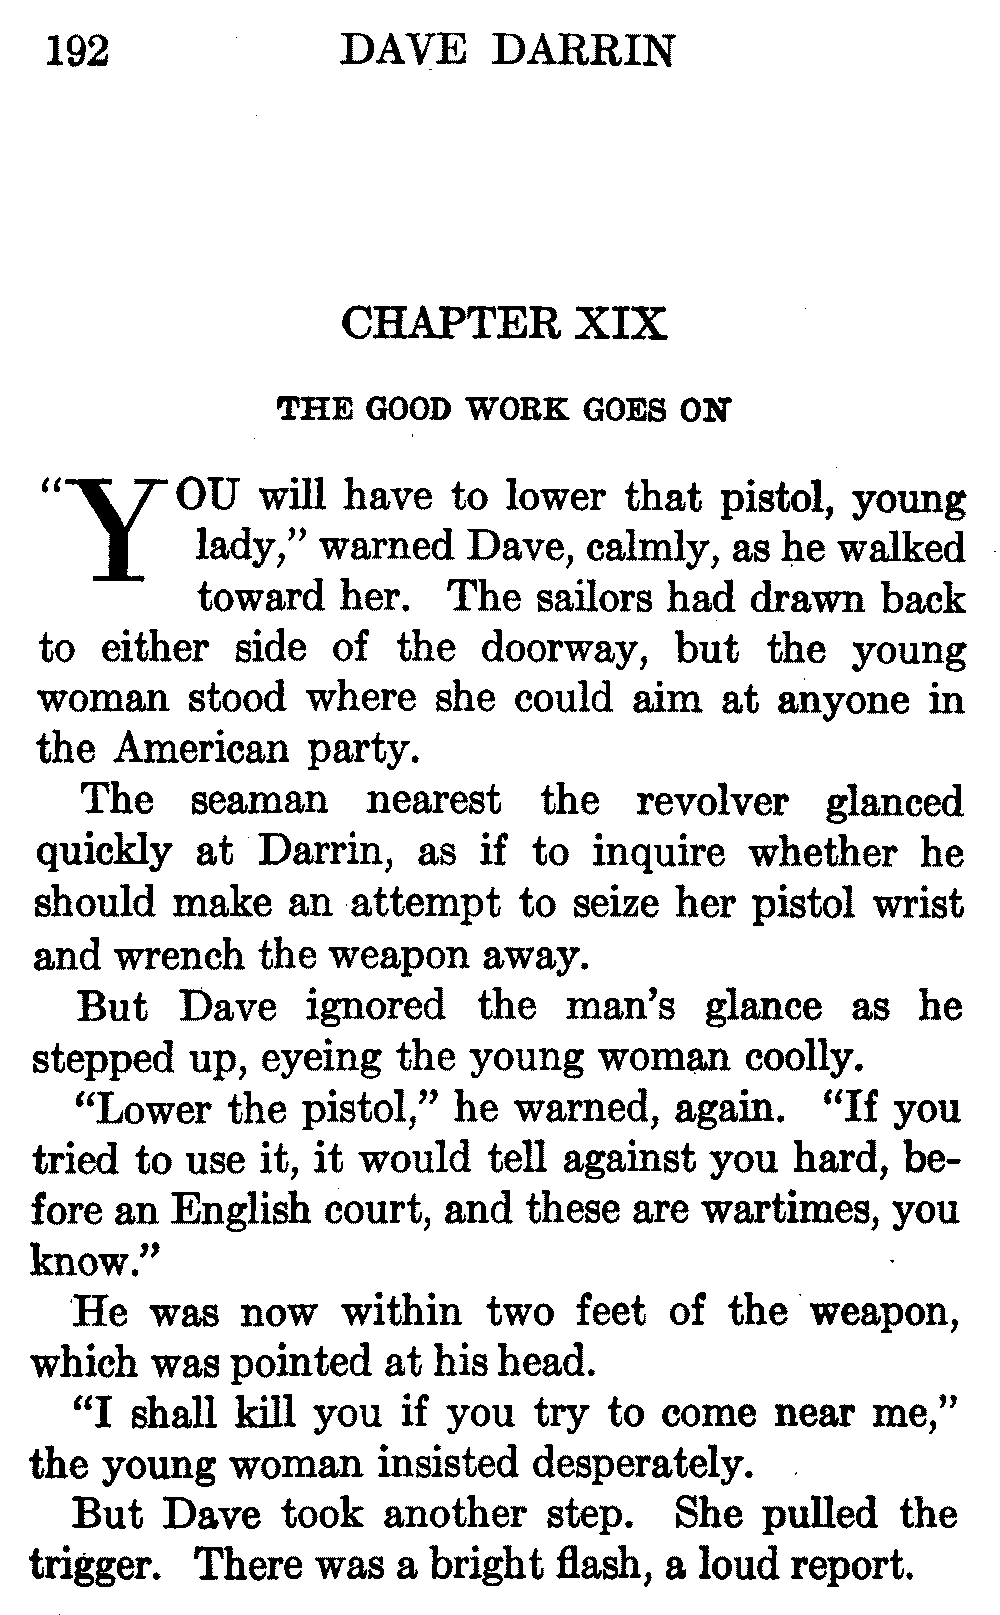 192 DAVE DARRIN
CHAPTER XIX
THE GOOD WORK GOES ON
“YOU will have to lower that pistol, young
lady,” warned Dave, calmly, as he walked
toward her. The sailors had drawn back
to either side of the doorway, but the young
woman stood where she could aim at anyone in
the American party.
The seaman nearest the revolver glanced
quickly at Darrin, as if to inquire whether he
should make an attempt to seize her pistol wrist
and wrench the weapon away.
But Dave ignored the man’s glance as he
stepped up, eyeing the young woman coolly.
“Lower the pistol,” he warned, again. “If you
tried to use it, it would tell against you hard, be-
fore an English court, and these are wartimes, you
know.”
He was now within two feet of the weapon,
which was pointed at his head.
“I shall kill you if you try to come near me,”
the young woman insisted desperately.
But Dave took another step. She pulled the
trigger. There was a bright flash, a loud report.